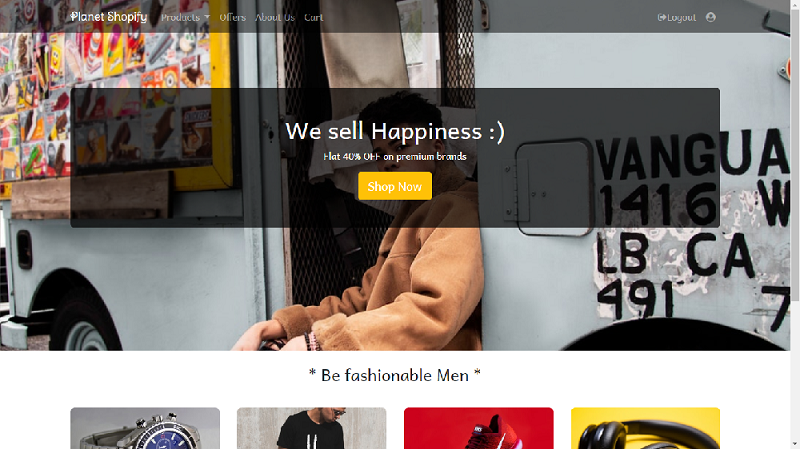 Planet Shopify Products Offers About Us Cart Logout
We sell Happiness :)
Flat 40% OFF on premium brands
Shop Now
VANGUA
1416 W
LB CA
491 7
* Be fashionable Men *